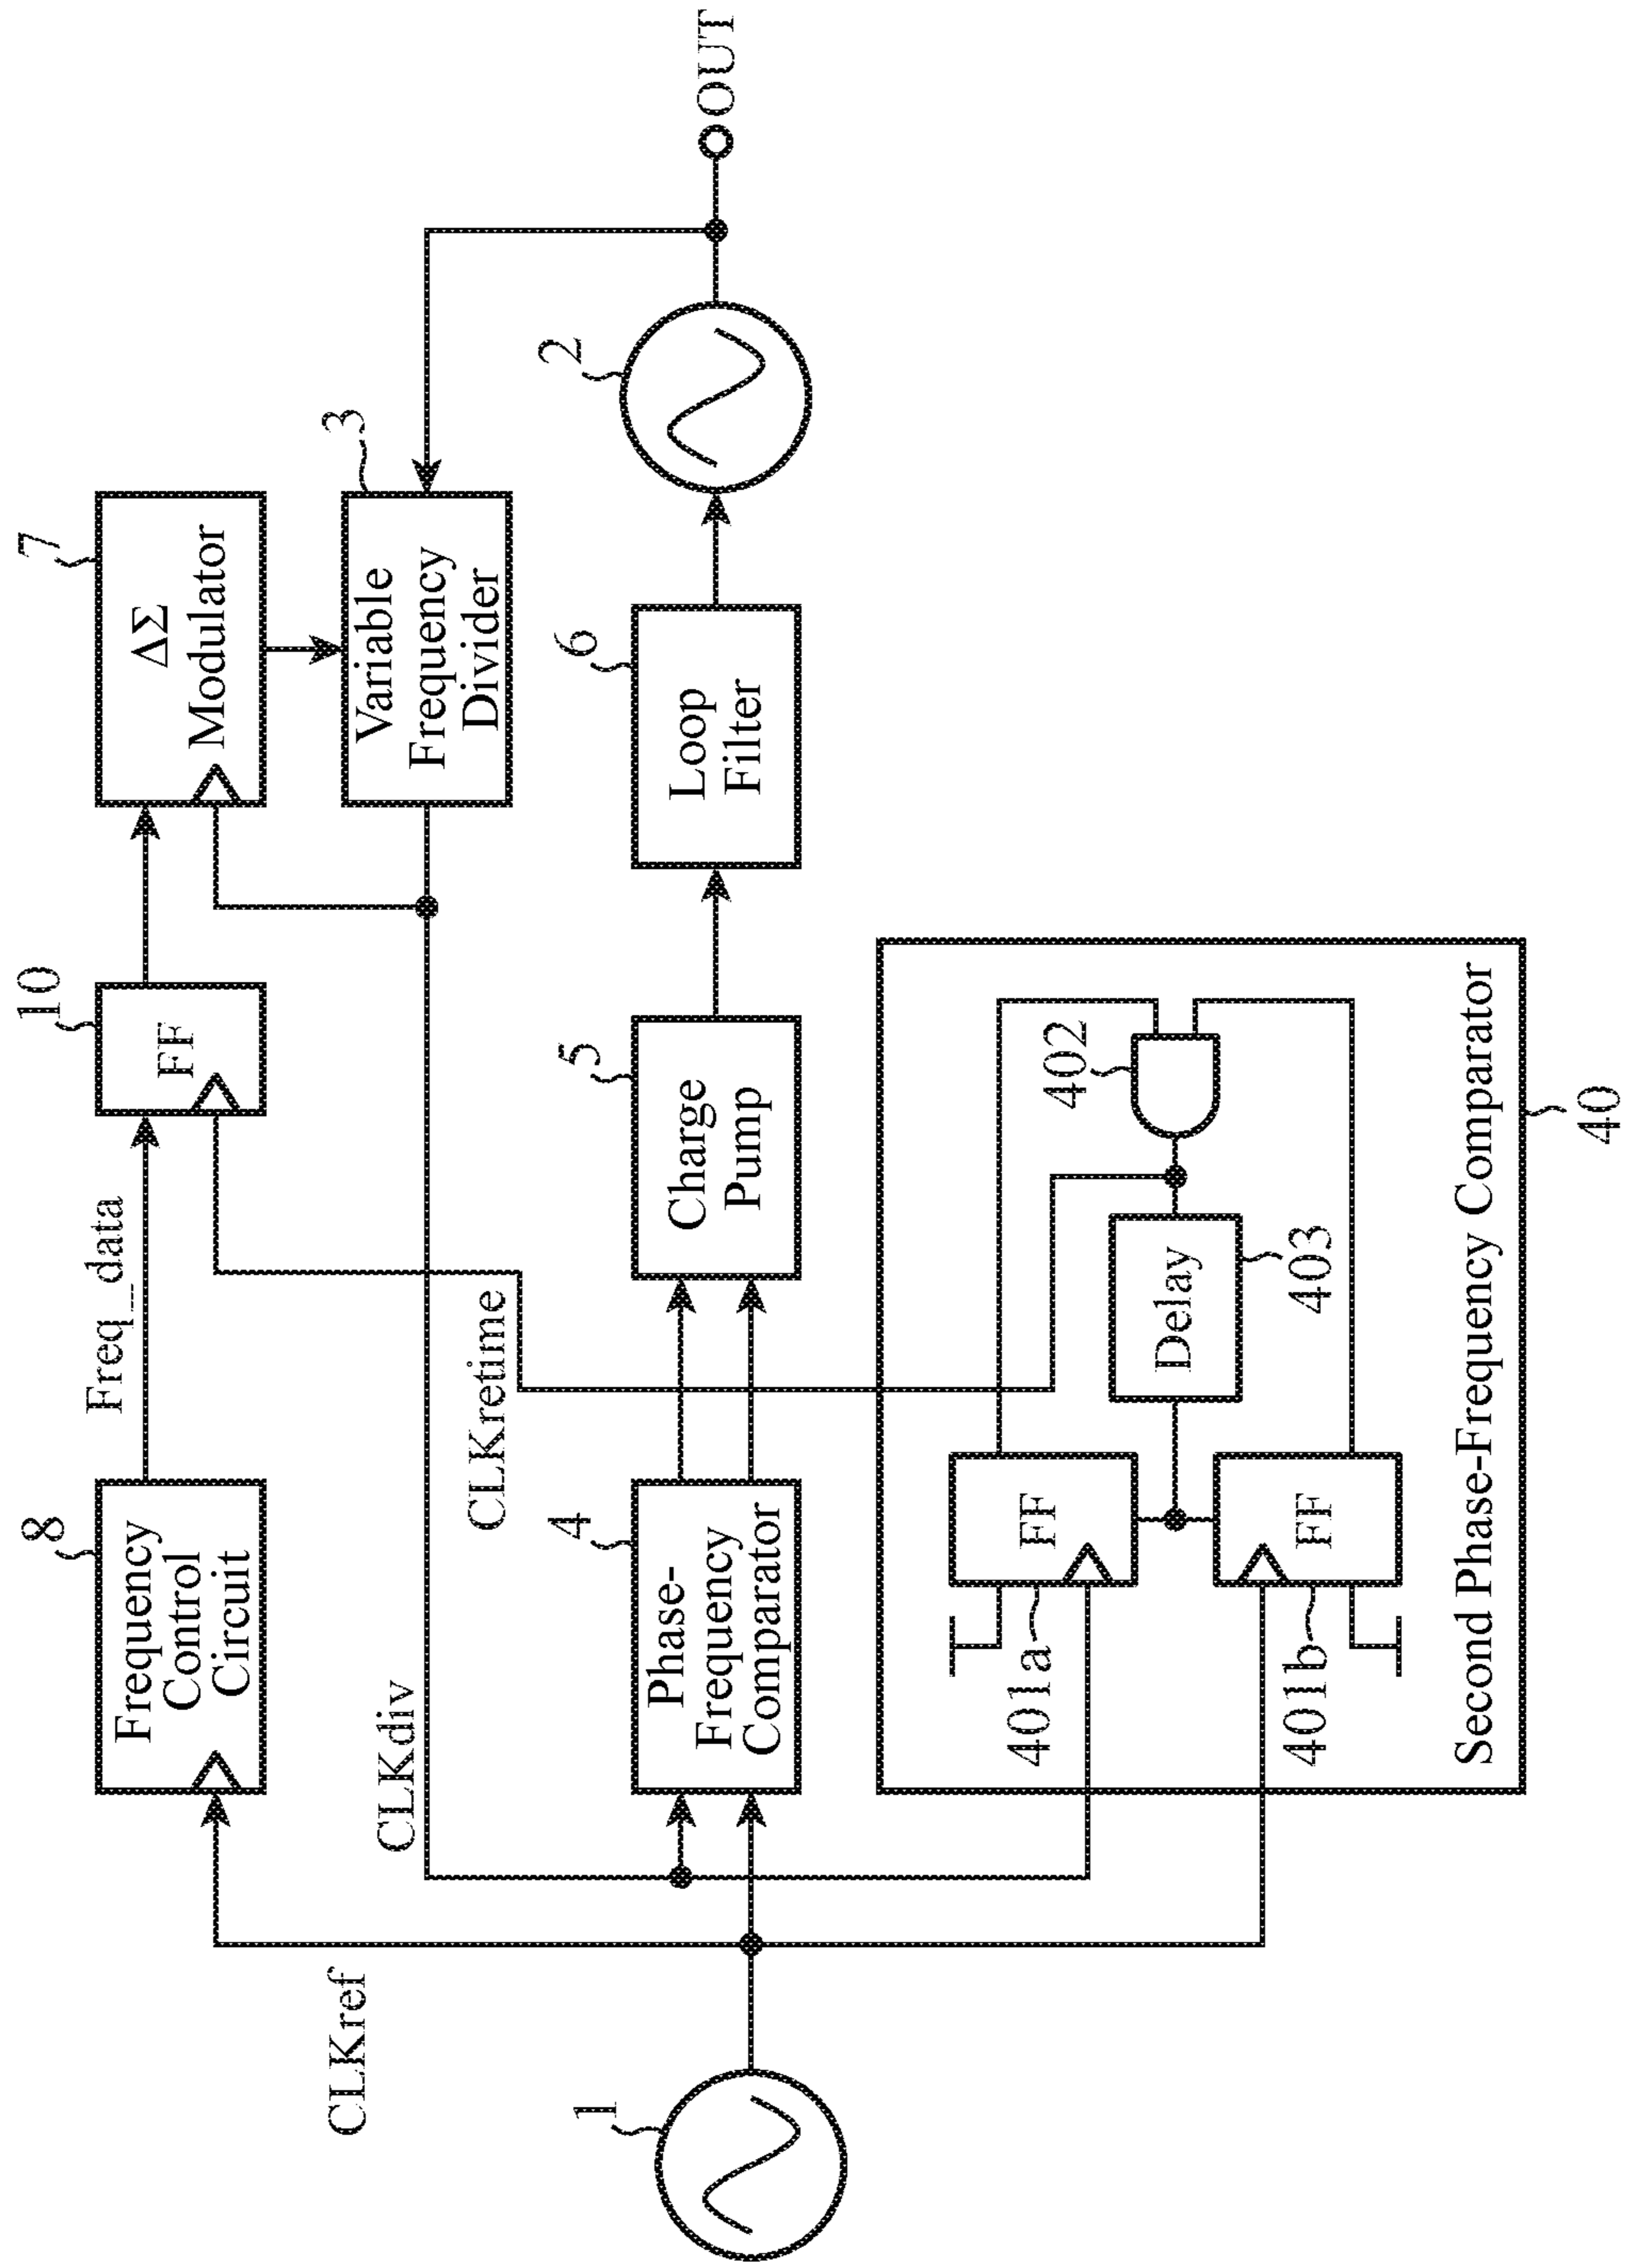 8
Frequency
Control
Circuit
Freq_data
10
FF
7
ΔΣ
Modulator
3
Variable
Frequency
Divider
CLKref
CLKdiv
CLKretime
1
4
Phase-
Frequency
Comparator
5
Charge
Pump
6
Loop
Filter
2
OUT
401a
FF
402
Delay
403
401b
FF
Second Phase-Frequency Comparator
40